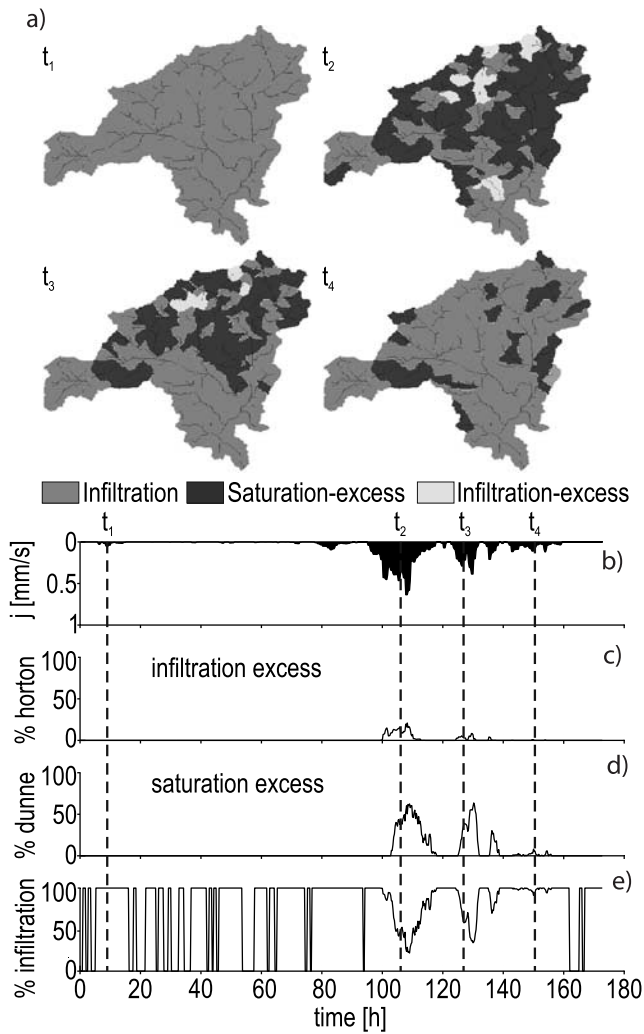 a)
t1
t2
t3
t4
Infiltration Saturation-excess Infiltration-excess
t1 t2 t3 t4
b)
j [mm/s]
0
0.5
1
c)
% horton
100
50
0
infiltration excess
d)
% dunne
100
50
0
saturation excess
e)
% infiltration
100
50
0
0 20 40 60 80 100 120 140 160 180
time [h]